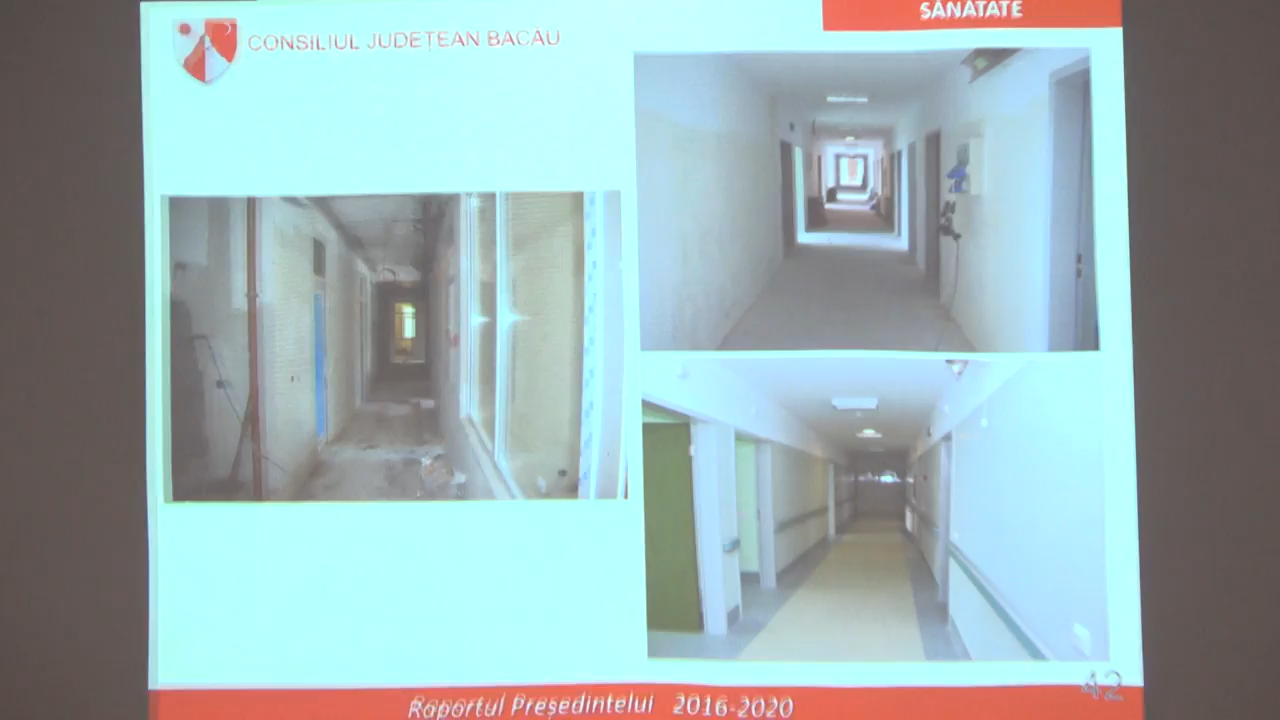 SĂNĂTATE
CONSILIUL JUDEȚEAN BACĂU
42
Raportul Președintelui 2016-2020